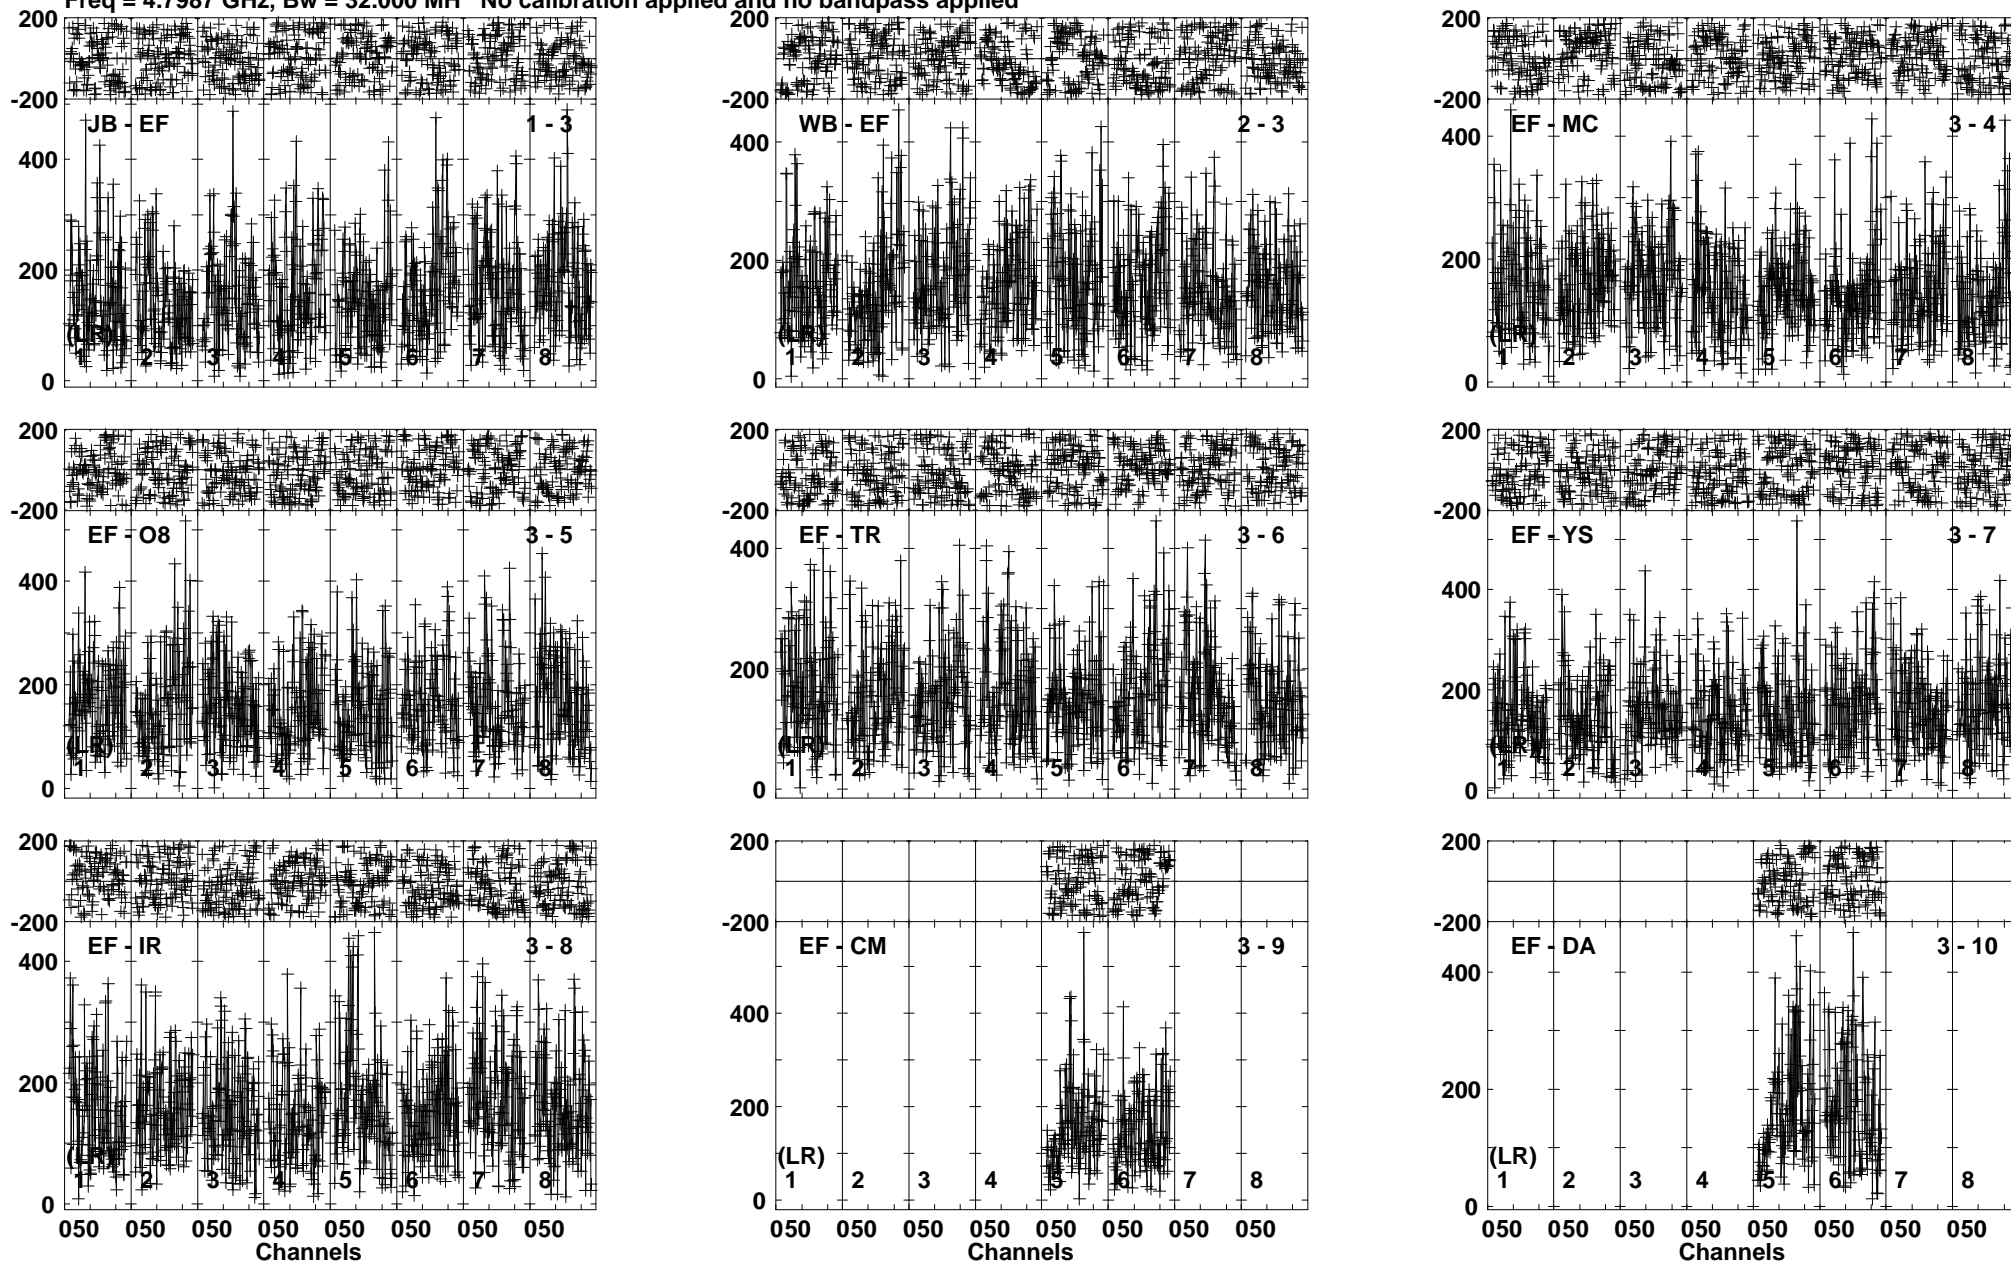 Freq = 4.7987 GHz, Bw = 32.000 MH No calibration applied and no bandpass applied
200
-200
JB - EF 1 - 3
400
200
(LR)
1 2 3 4 5 6 7 8
0
200
-200
WB - EF 2 - 3
400
200
(LR)
1 2 3 4 5 6 7 8
0
200
-200
EF - MC 3 - 4
400
200
(LR)
1 2 3 4 5 6 7 8
0
200
-200
EF - O8 3 - 5
400
200
(LR)
1 2 3 4 5 6 7 8
0
200
-200
EF - TR 3 - 6
400
200
(LR)
1 2 3 4 5 6 7 8
0
200
-200
EF - YS 3 - 7
400
200
(LR)
1 2 3 4 5 6 7 8
0
200
-200
EF - IR 3 - 8
400
200
(LR)
1 2 3 4 5 6 7 8
0
050 050 050 050 050 050 050 050
Channels
200
-200
EF - CM 3 - 9
400
200
(LR)
1 2 3 4 5 6 7 8
0
050 050 050 050 050 050 050 050
Channels
200
-200
EF - DA 3 - 10
400
200
(LR)
1 2 3 4 5 6 7 8
0
050 050 050 050 050 050 050 050
Channels